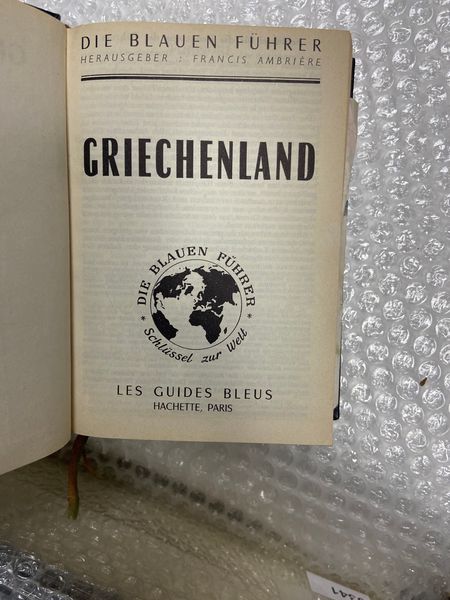 DIE BLAUEN FÜHRER
HERAUSGEBER : FRANCIS AMBRIÈRE
GRIECHENLAND
* DIE BLAUEN FÜHRER *
Schlüssel zur Welt
LES GUIDES BLEUS
HACHETTE, PARIS